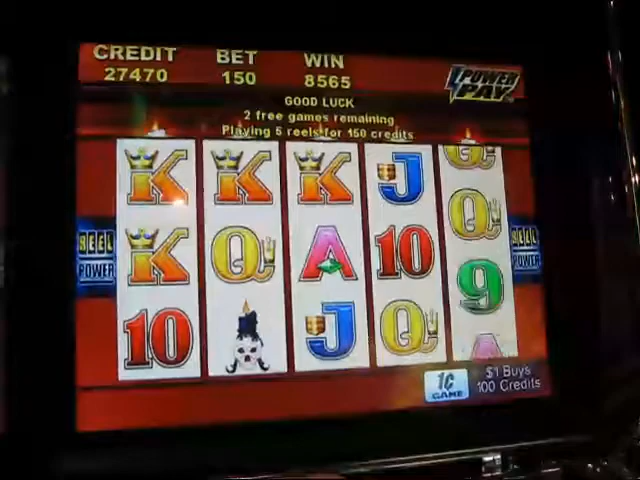 CREDIT BET WIN
27470 150 8565
POWER PAY
GOOD LUCK
2 free games remaining
Playing 5 reels for 150 credits
K K K J Q
K Q A 10 Q
10 J Q 9
A
REEL POWER
REEL POWER
1¢ GAME
$1 Buys
100 Credits